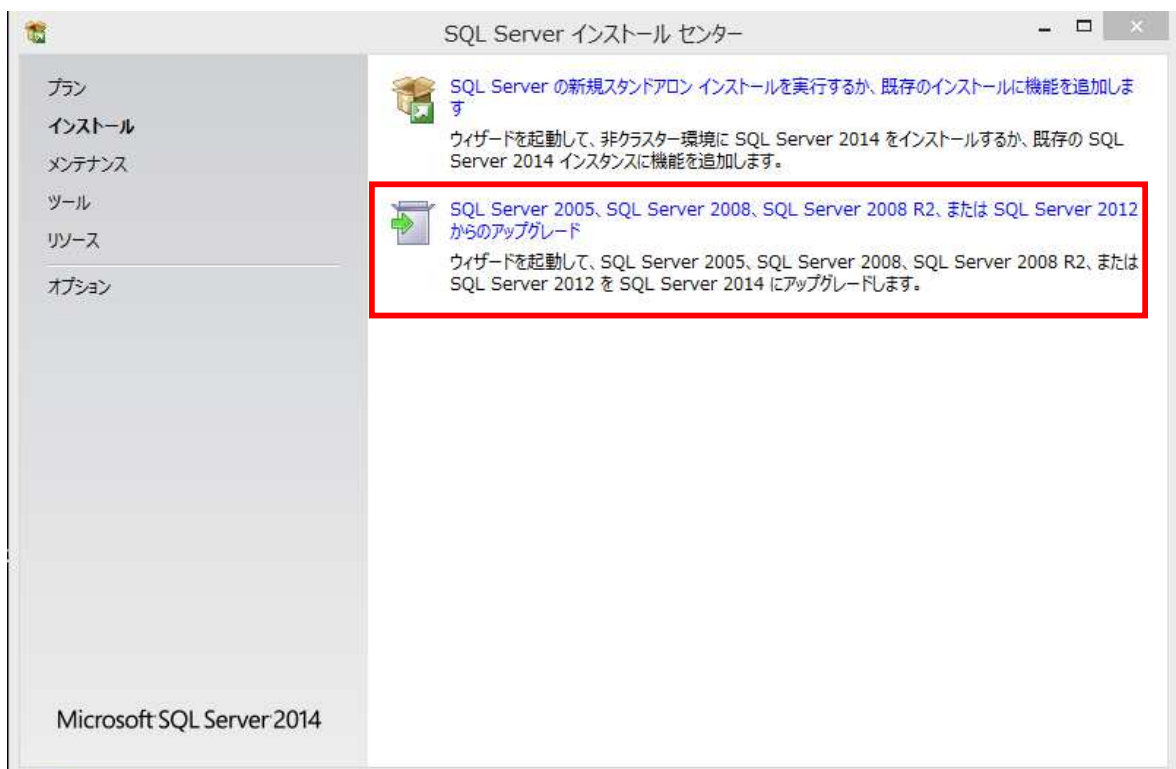 SQL Server インストール センター
プラン
インストール
メンテナンス
ツール
リソース
オプション
SQL Server の新規スタンドアロン インストールを実行するか、既存のインストールに機能を追加しま
す
ウィザードを起動して、非クラスター環境に SQL Server 2014 をインストールするか、既存の SQL
Server 2014 インスタンスに機能を追加します。
SQL Server 2005、SQL Server 2008、SQL Server 2008 R2、または SQL Server 2012
からのアップグレード
ウィザードを起動して、SQL Server 2005、SQL Server 2008、SQL Server 2008 R2、または
SQL Server 2012 を SQL Server 2014 にアップグレードします。
Microsoft SQL Server 2014